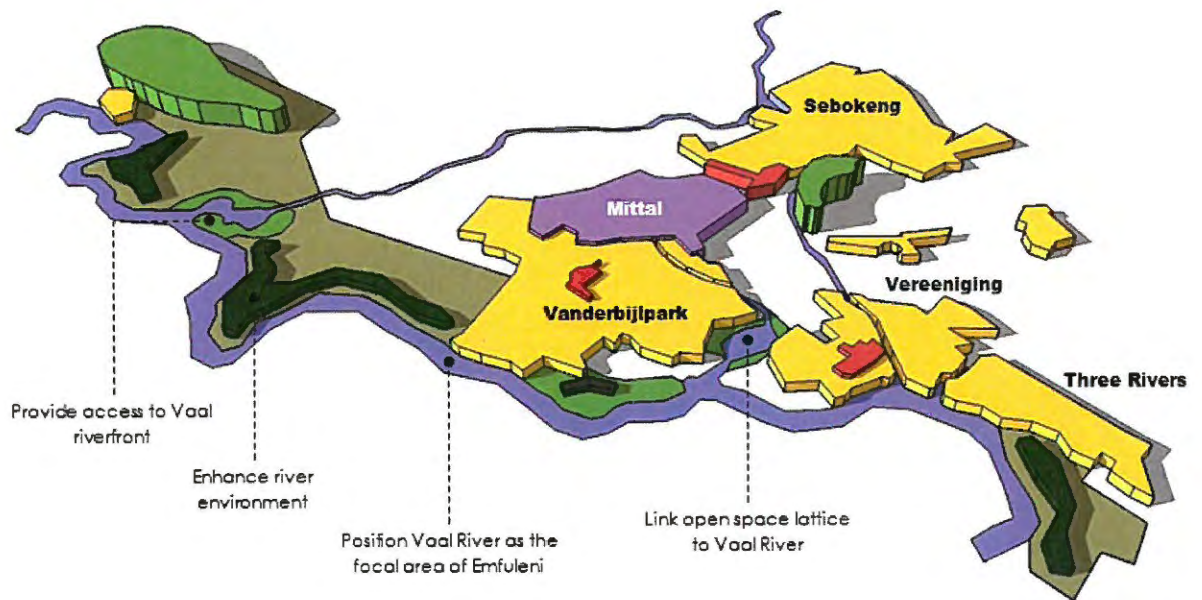 Sebokeng
Mittal
Vereeniging
Vanderbijlpark
Three Rivers
Provide access to Vaal
riverfront
Enhance river
environment
Position Vaal River as the
focal area of Emfuleni
Link open space lattice
to Vaal River